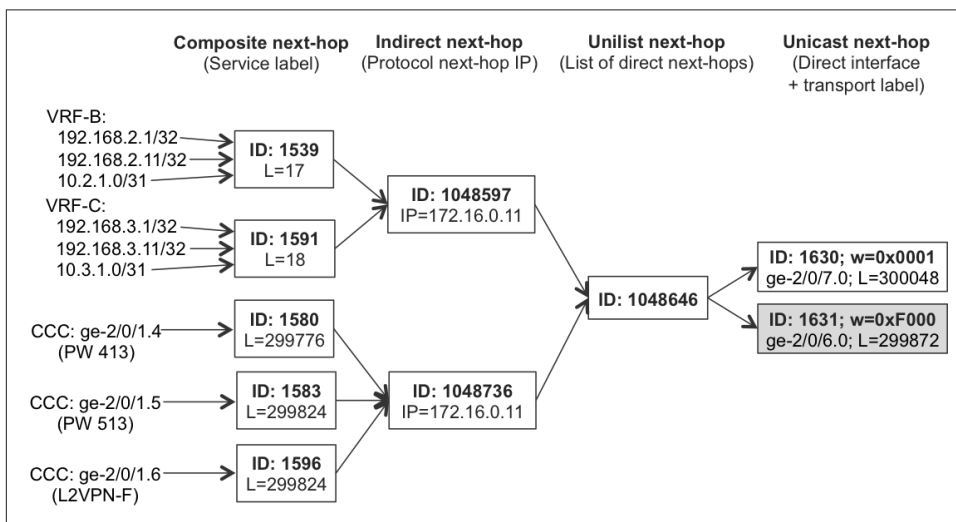 Composite next-hop
(Service label)
Indirect next-hop
(Protocol next-hop IP)
Unilist next-hop
(List of direct next-hops)
Unicast next-hop
(Direct interface
+ transport label)
VRF-B:
192.168.2.1/32
192.168.2.11/32
10.2.1.0/31
VRF-C:
192.168.3.1/32
192.168.3.11/32
10.3.1.0/31
CCC: ge-2/0/1.4
(PW 413)
CCC: ge-2/0/1.5
(PW 513)
CCC: ge-2/0/1.6
(L2VPN-F)
ID: 1539
L=17
ID: 1591
L=18
ID: 1580
L=299776
ID: 1583
L=299824
ID: 1596
L=299824
ID: 1048597
IP=172.16.0.11
ID: 1048736
IP=172.16.0.11
ID: 1048646
ID: 1630; w=0x0001
ge-2/0/7.0; L=300048
ID: 1631; w=0xF000
ge-2/0/6.0; L=299872